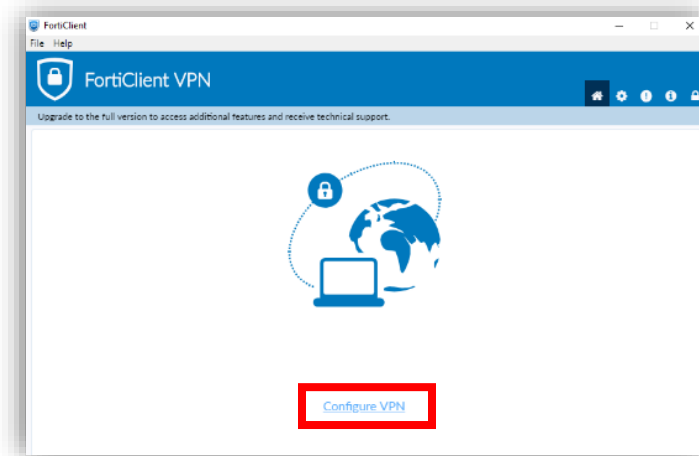 FortiClient
File Help
FortiClient VPN
Upgrade to the full version to access additional features and receive technical support.
Configure VPN